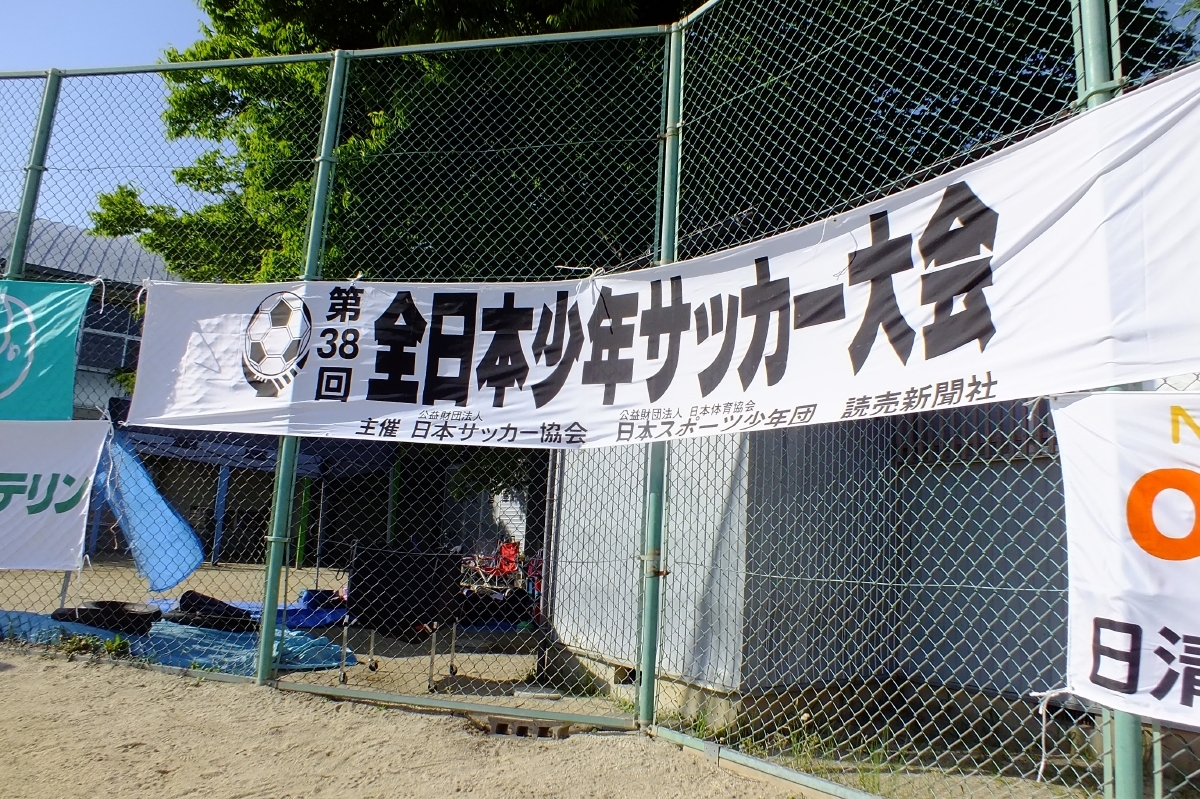 第
38
回
全日本少年サッカー大会
公益財団法人
公益財団法人 日本体育協会
主催 日本サッカー協会 日本スポーツ少年団 読売新聞社
テリン
N
O
日清